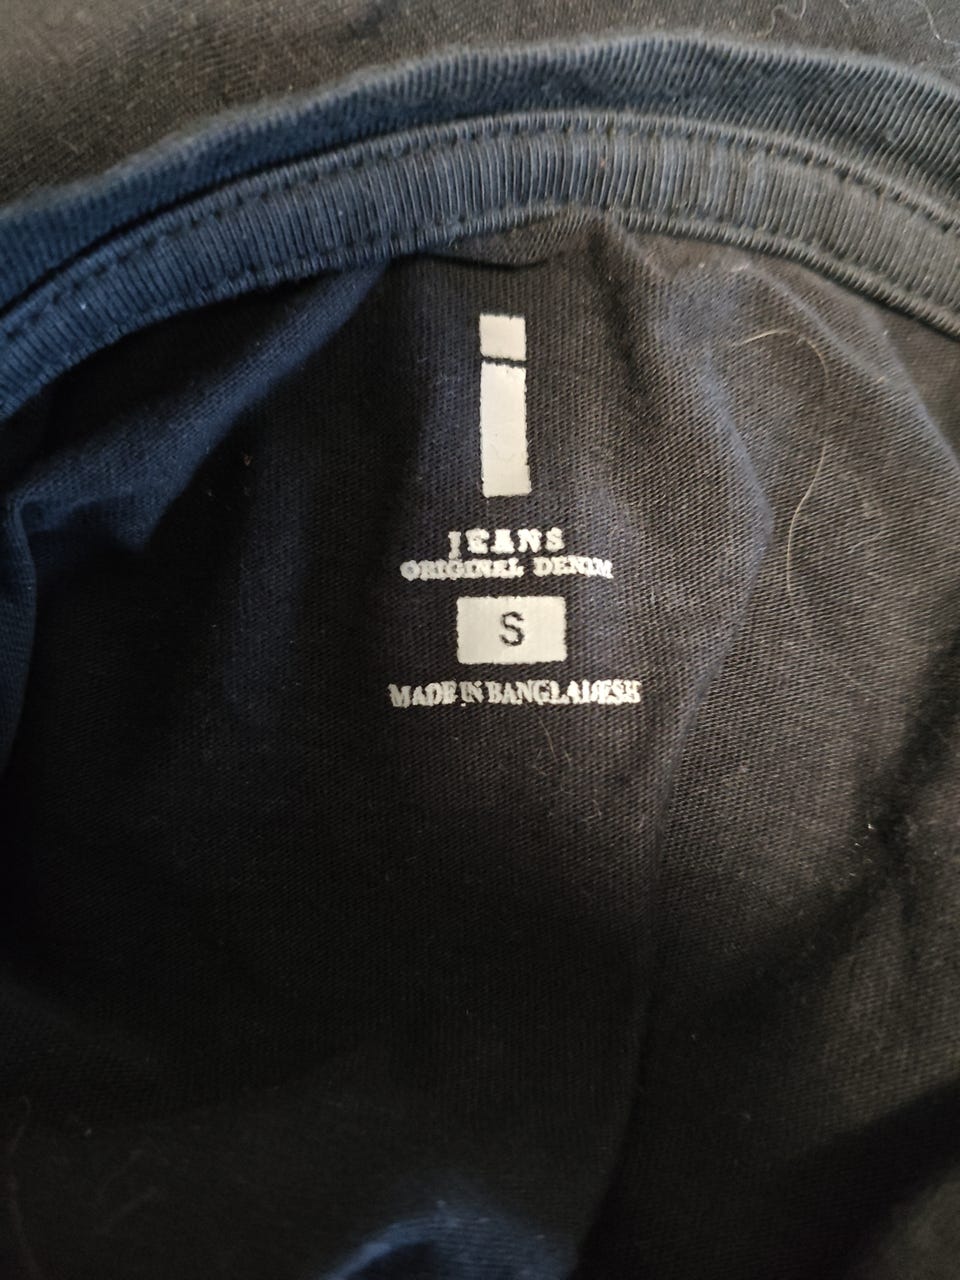 i
JEANS
ORIGINAL DENIM
S
MADE IN BANGLADESH